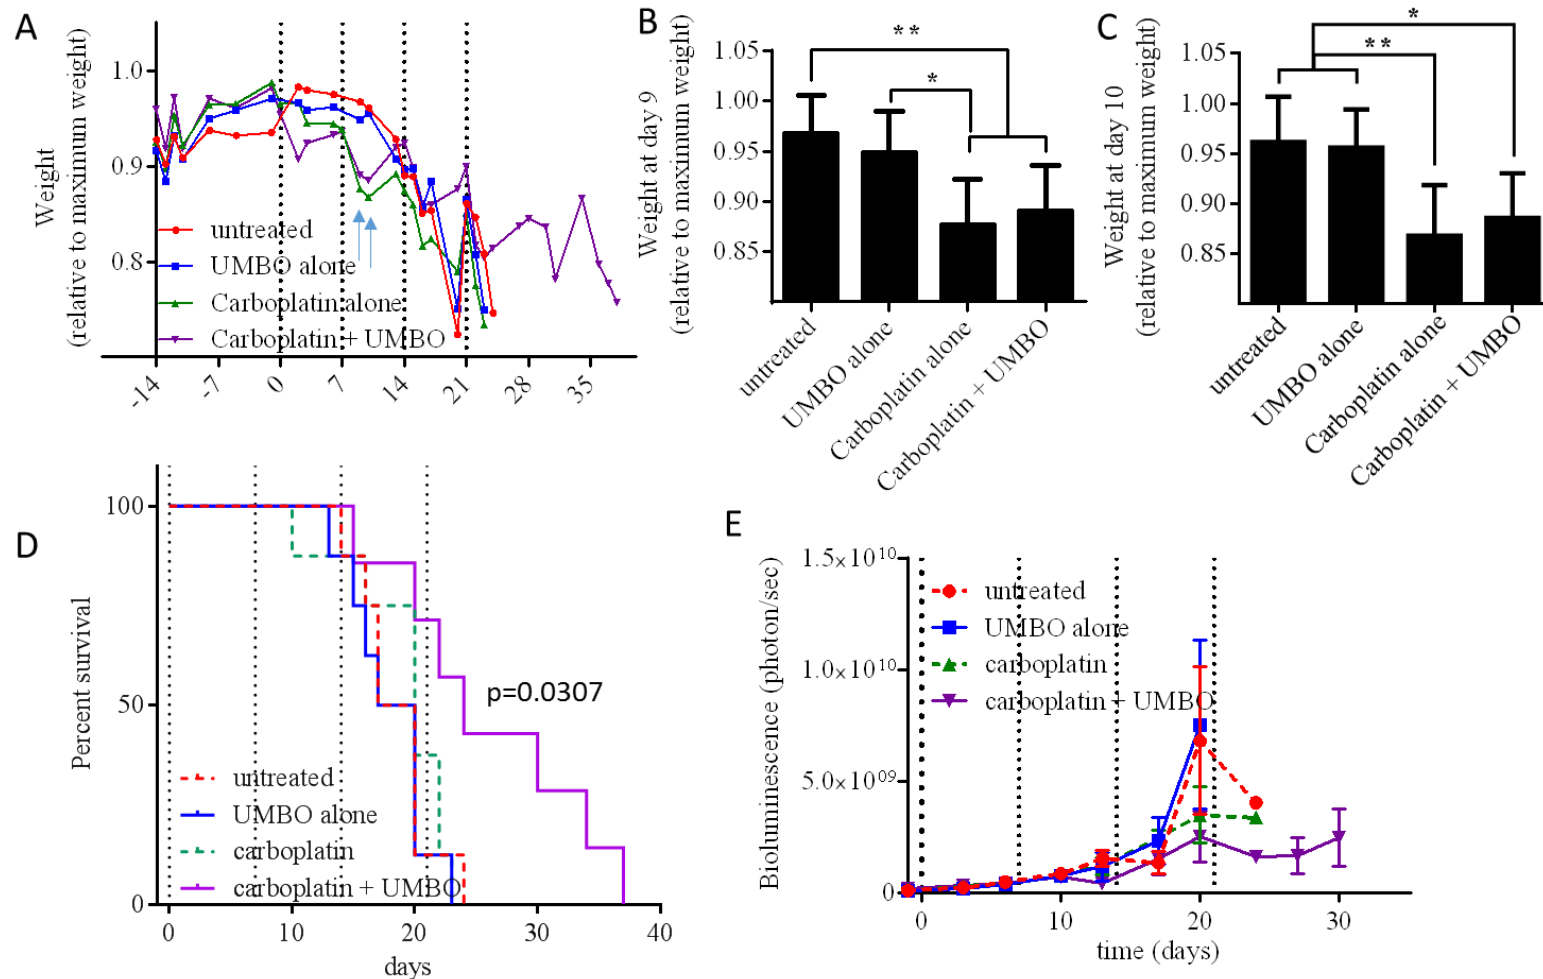 A
Weight
(relative to maximum weight)
1.0
0.9
0.8
untreated
UMBO alone
Carboplatin alone
Carboplatin + UMBO
-14
-7
0
7
14
21
28
35
B
Weight at day 9
(relative to maximum weight)
1.05
1.00
0.95
0.90
0.85
**
*
untreated
UMBO alone
Carboplatin alone
Carboplatin + UMBO
C
Weight at day 10
(relative to maximum weight)
1.05
1.00
0.95
0.90
0.85
*
**
untreated
UMBO alone
Carboplatin alone
Carboplatin + UMBO
D
Percent survival
100
50
0
p=0.0307
untreated
UMBO alone
carboplatin
carboplatin + UMBO
0
10
20
30
40
days
E
Bioluminescence (photon/sec)
1.5×10¹⁰
1.0×10¹⁰
5.0×10⁰⁹
0
untreated
UMBO alone
carboplatin
carboplatin + UMBO
0
10
20
30
time (days)